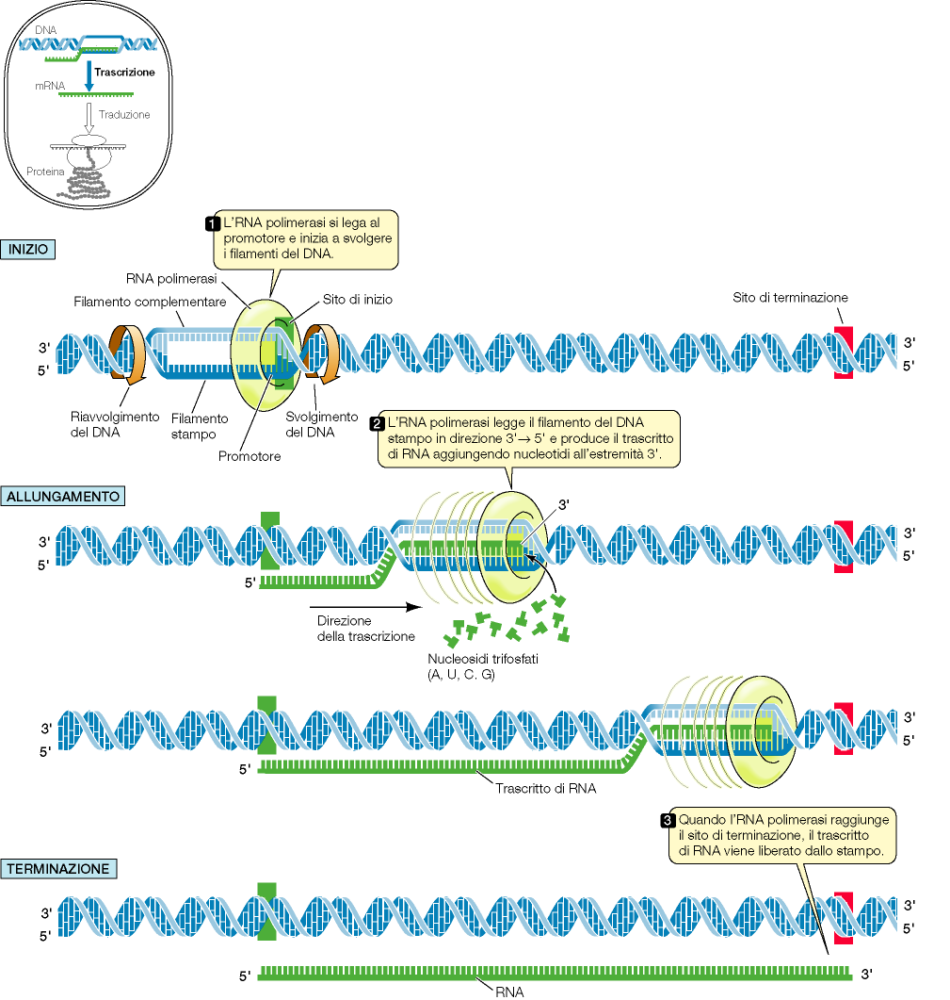 DNA
Trascrizione
mRNA
Traduzione
Proteina
1 L'RNA polimerasi si lega al
promotore e inizia a svolgere
i filamenti del DNA.
INIZIO
RNA polimerasi
Filamento complementare
Sito di inizio
Sito di terminazione
3'
5'
3'
5'
Riavvolgimento
del DNA
Filamento
stampo
Svolgimento
del DNA
Promotore
2 L'RNA polimerasi legge il filamento del DNA
stampo in direzione 3'→ 5' e produce il trascritto
di RNA aggiungendo nucleotidi all'estremità 3'.
ALLUNGAMENTO
3'
3'
5'
3'
5'
5'
Direzione
della trascrizione
Nucleosidi trifosfati
(A, U, C. G)
3'
5'
3'
5'
5'
Trascritto di RNA
3 Quando l'RNA polimerasi raggiunge
il sito di terminazione, il trascritto
di RNA viene liberato dallo stampo.
TERMINAZIONE
3'
5'
3'
5'
5'
3'
RNA